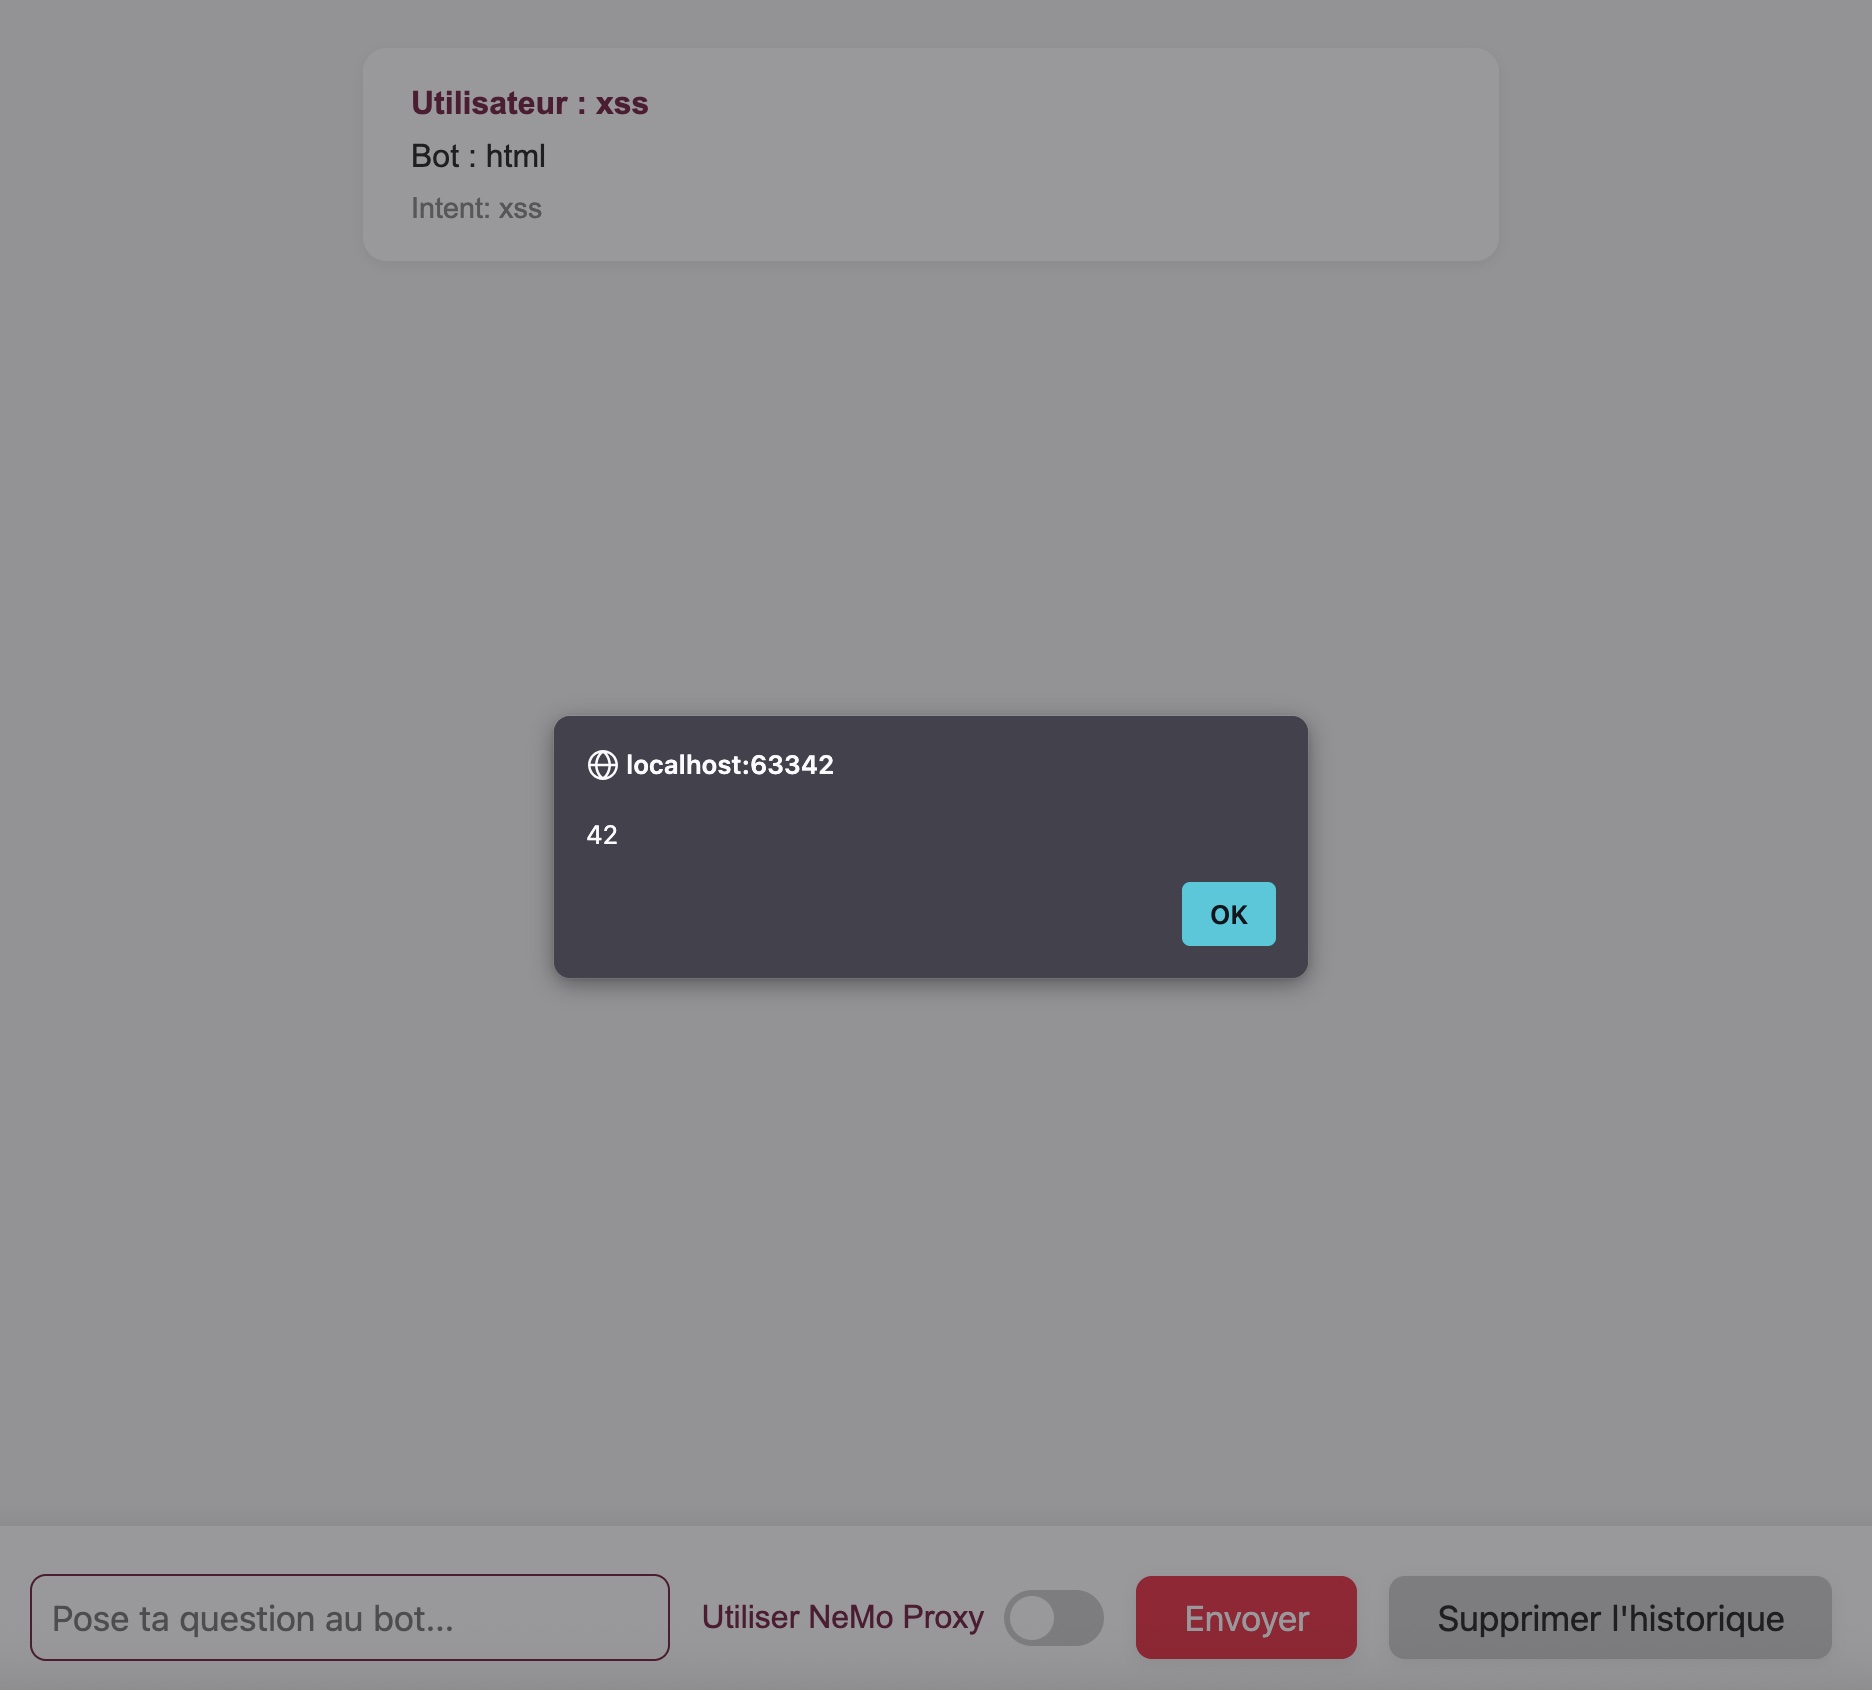 Utilisateur : xss
Bot : html
Intent: xss
localhost:63342
42
OK
Pose ta question au bot...
Utiliser NeMo Proxy
Envoyer
Supprimer l'historique